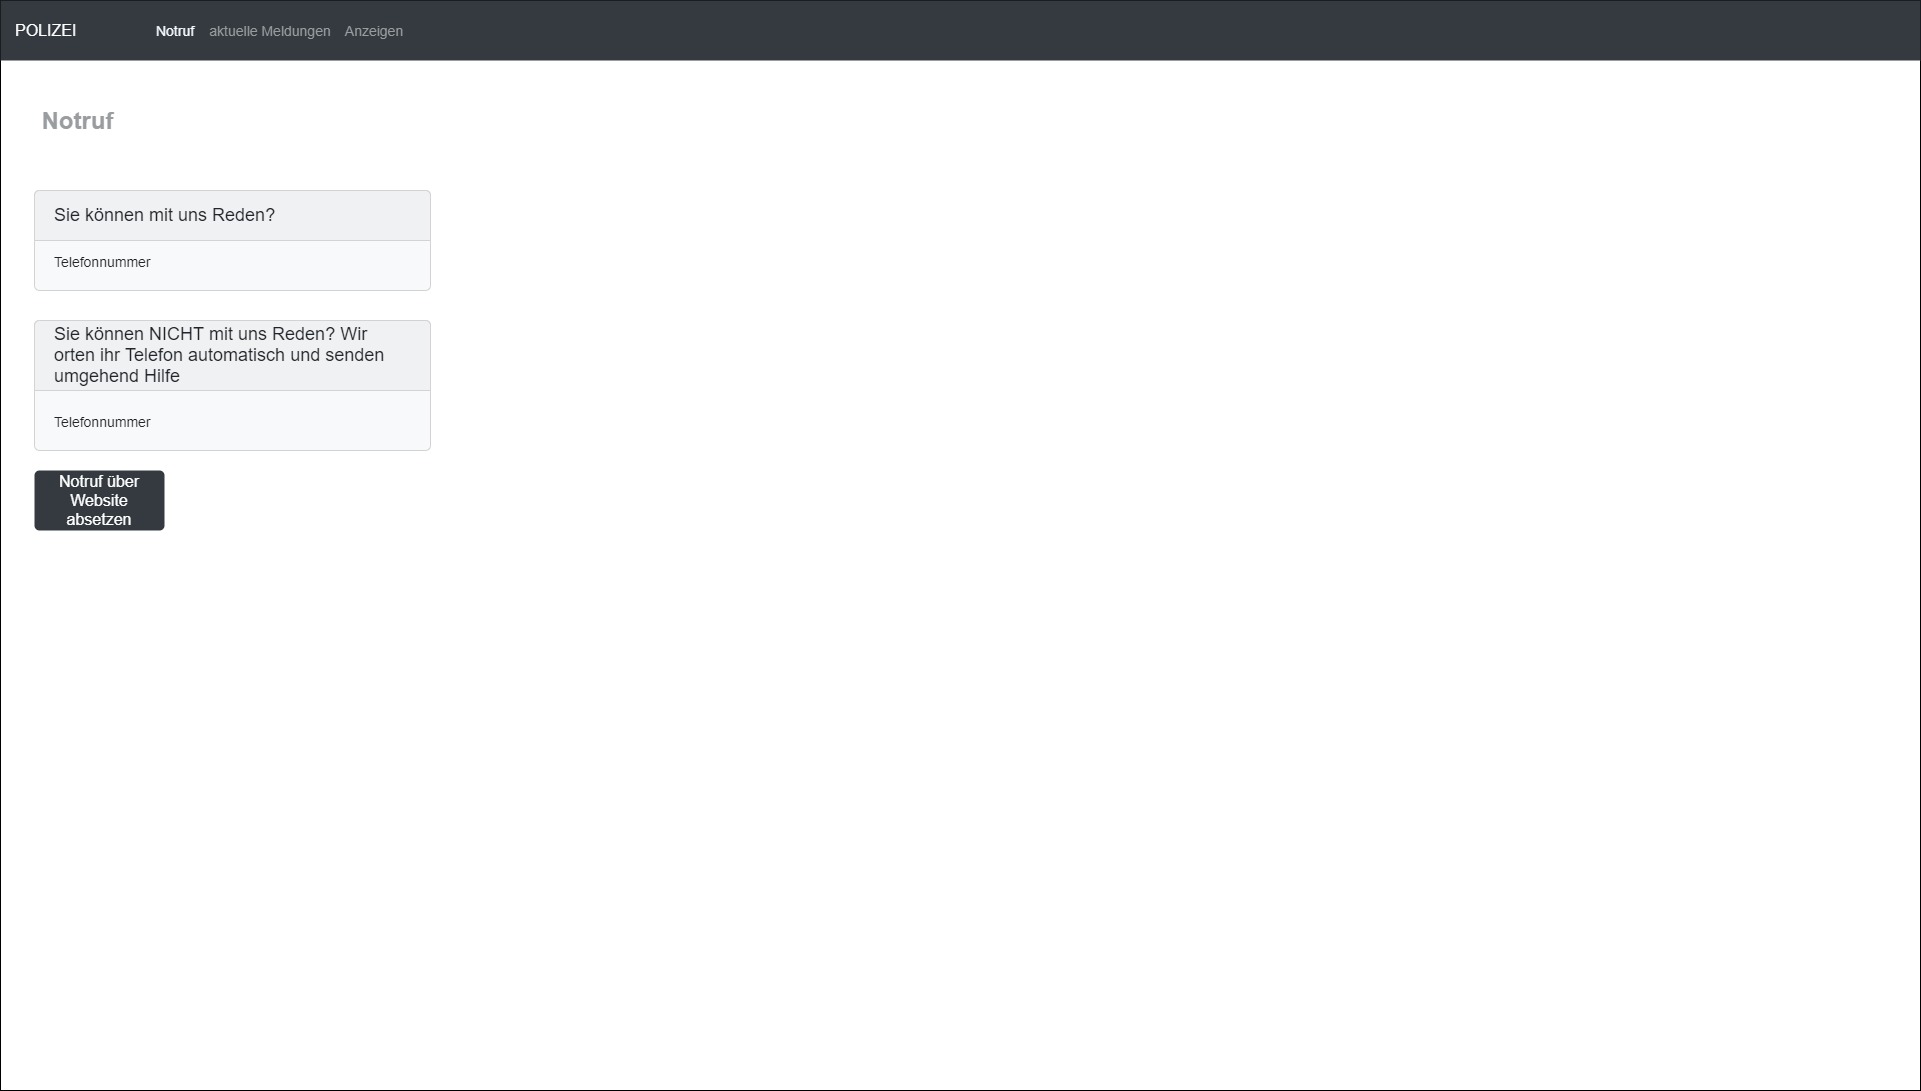 POLIZEI
Notruf aktuelle Meldungen Anzeigen
Notruf
Sie können mit uns Reden?
Telefonnummer
Sie können NICHT mit uns Reden? Wir
orten ihr Telefon automatisch und senden
umgehend Hilfe
Telefonnummer
Notruf über
Website
absetzen